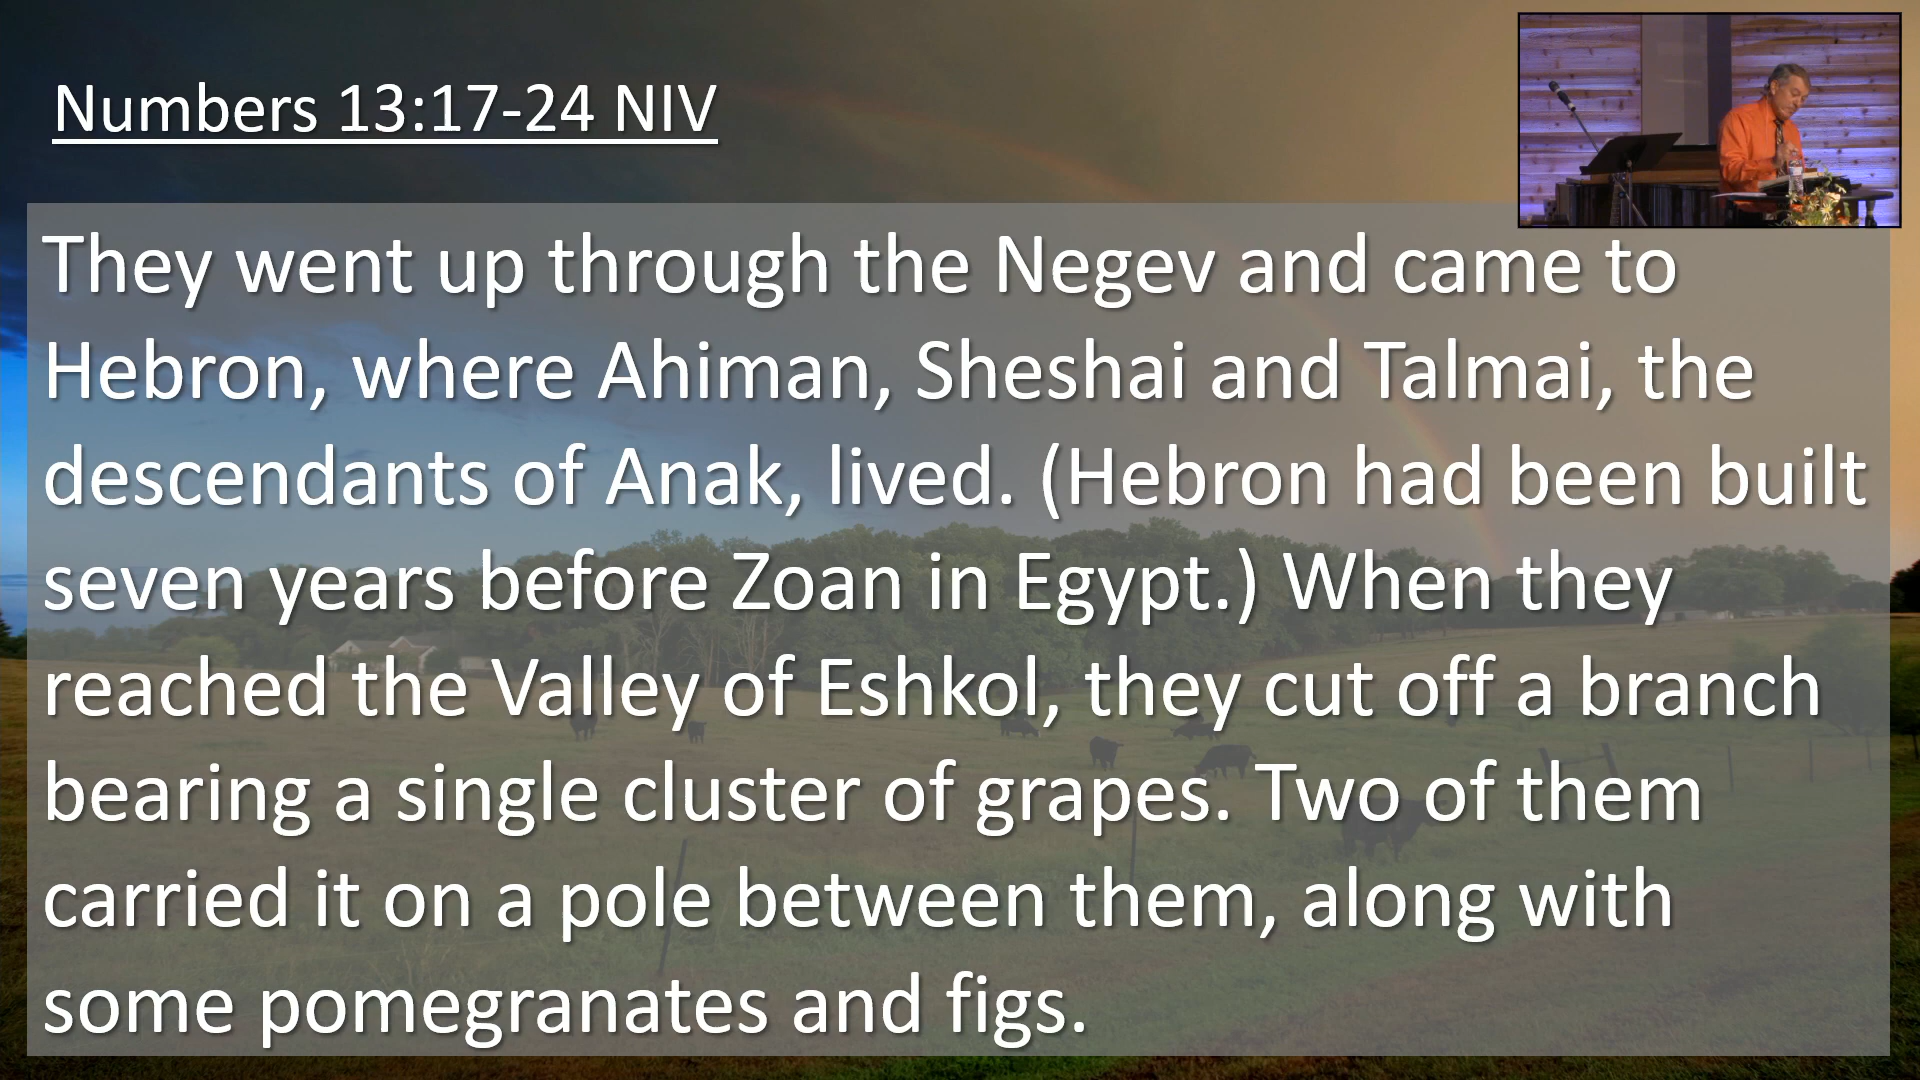 Numbers 13:17-24 NIV
They went up through the Negev and came to
Hebron, where Ahiman, Sheshai and Talmai, the
descendants of Anak, lived. (Hebron had been built
seven years before Zoan in Egypt.) When they
reached the Valley of Eshkol, they cut off a branch
bearing a single cluster of grapes. Two of them
carried it on a pole between them, along with
some pomegranates and figs.